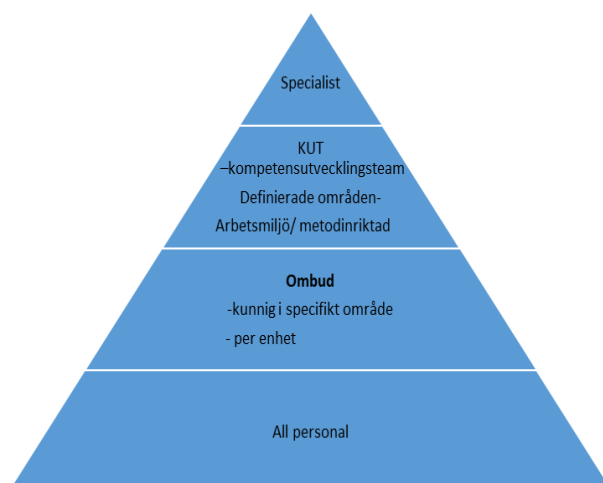 Specialist
KUT
–kompetensutvecklingsteam
Definierade områden-
Arbetsmiljö/ metodinriktad
Ombud
-kunnig i specifikt område
- per enhet
All personal